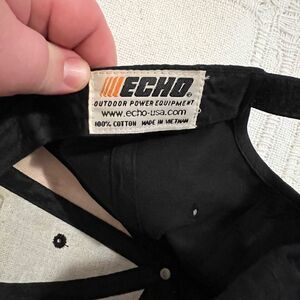 ECHO
OUTDOOR POWER EQUIPMENT
www.echo-usa.com
100% COTTON MADE IN VIETNAM